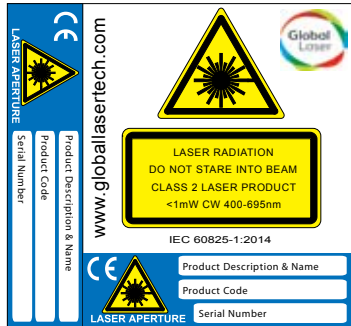 CE
LASER APERTURE
Product Description & Name
Product Code
Serial Number
www.globallasertech.com
Global
Laser
LASER RADIATION
DO NOT STARE INTO BEAM
CLASS 2 LASER PRODUCT
<1mW CW 400-695nm
IEC 60825-1:2014
CE
LASER APERTURE
Product Description & Name
Product Code
Serial Number